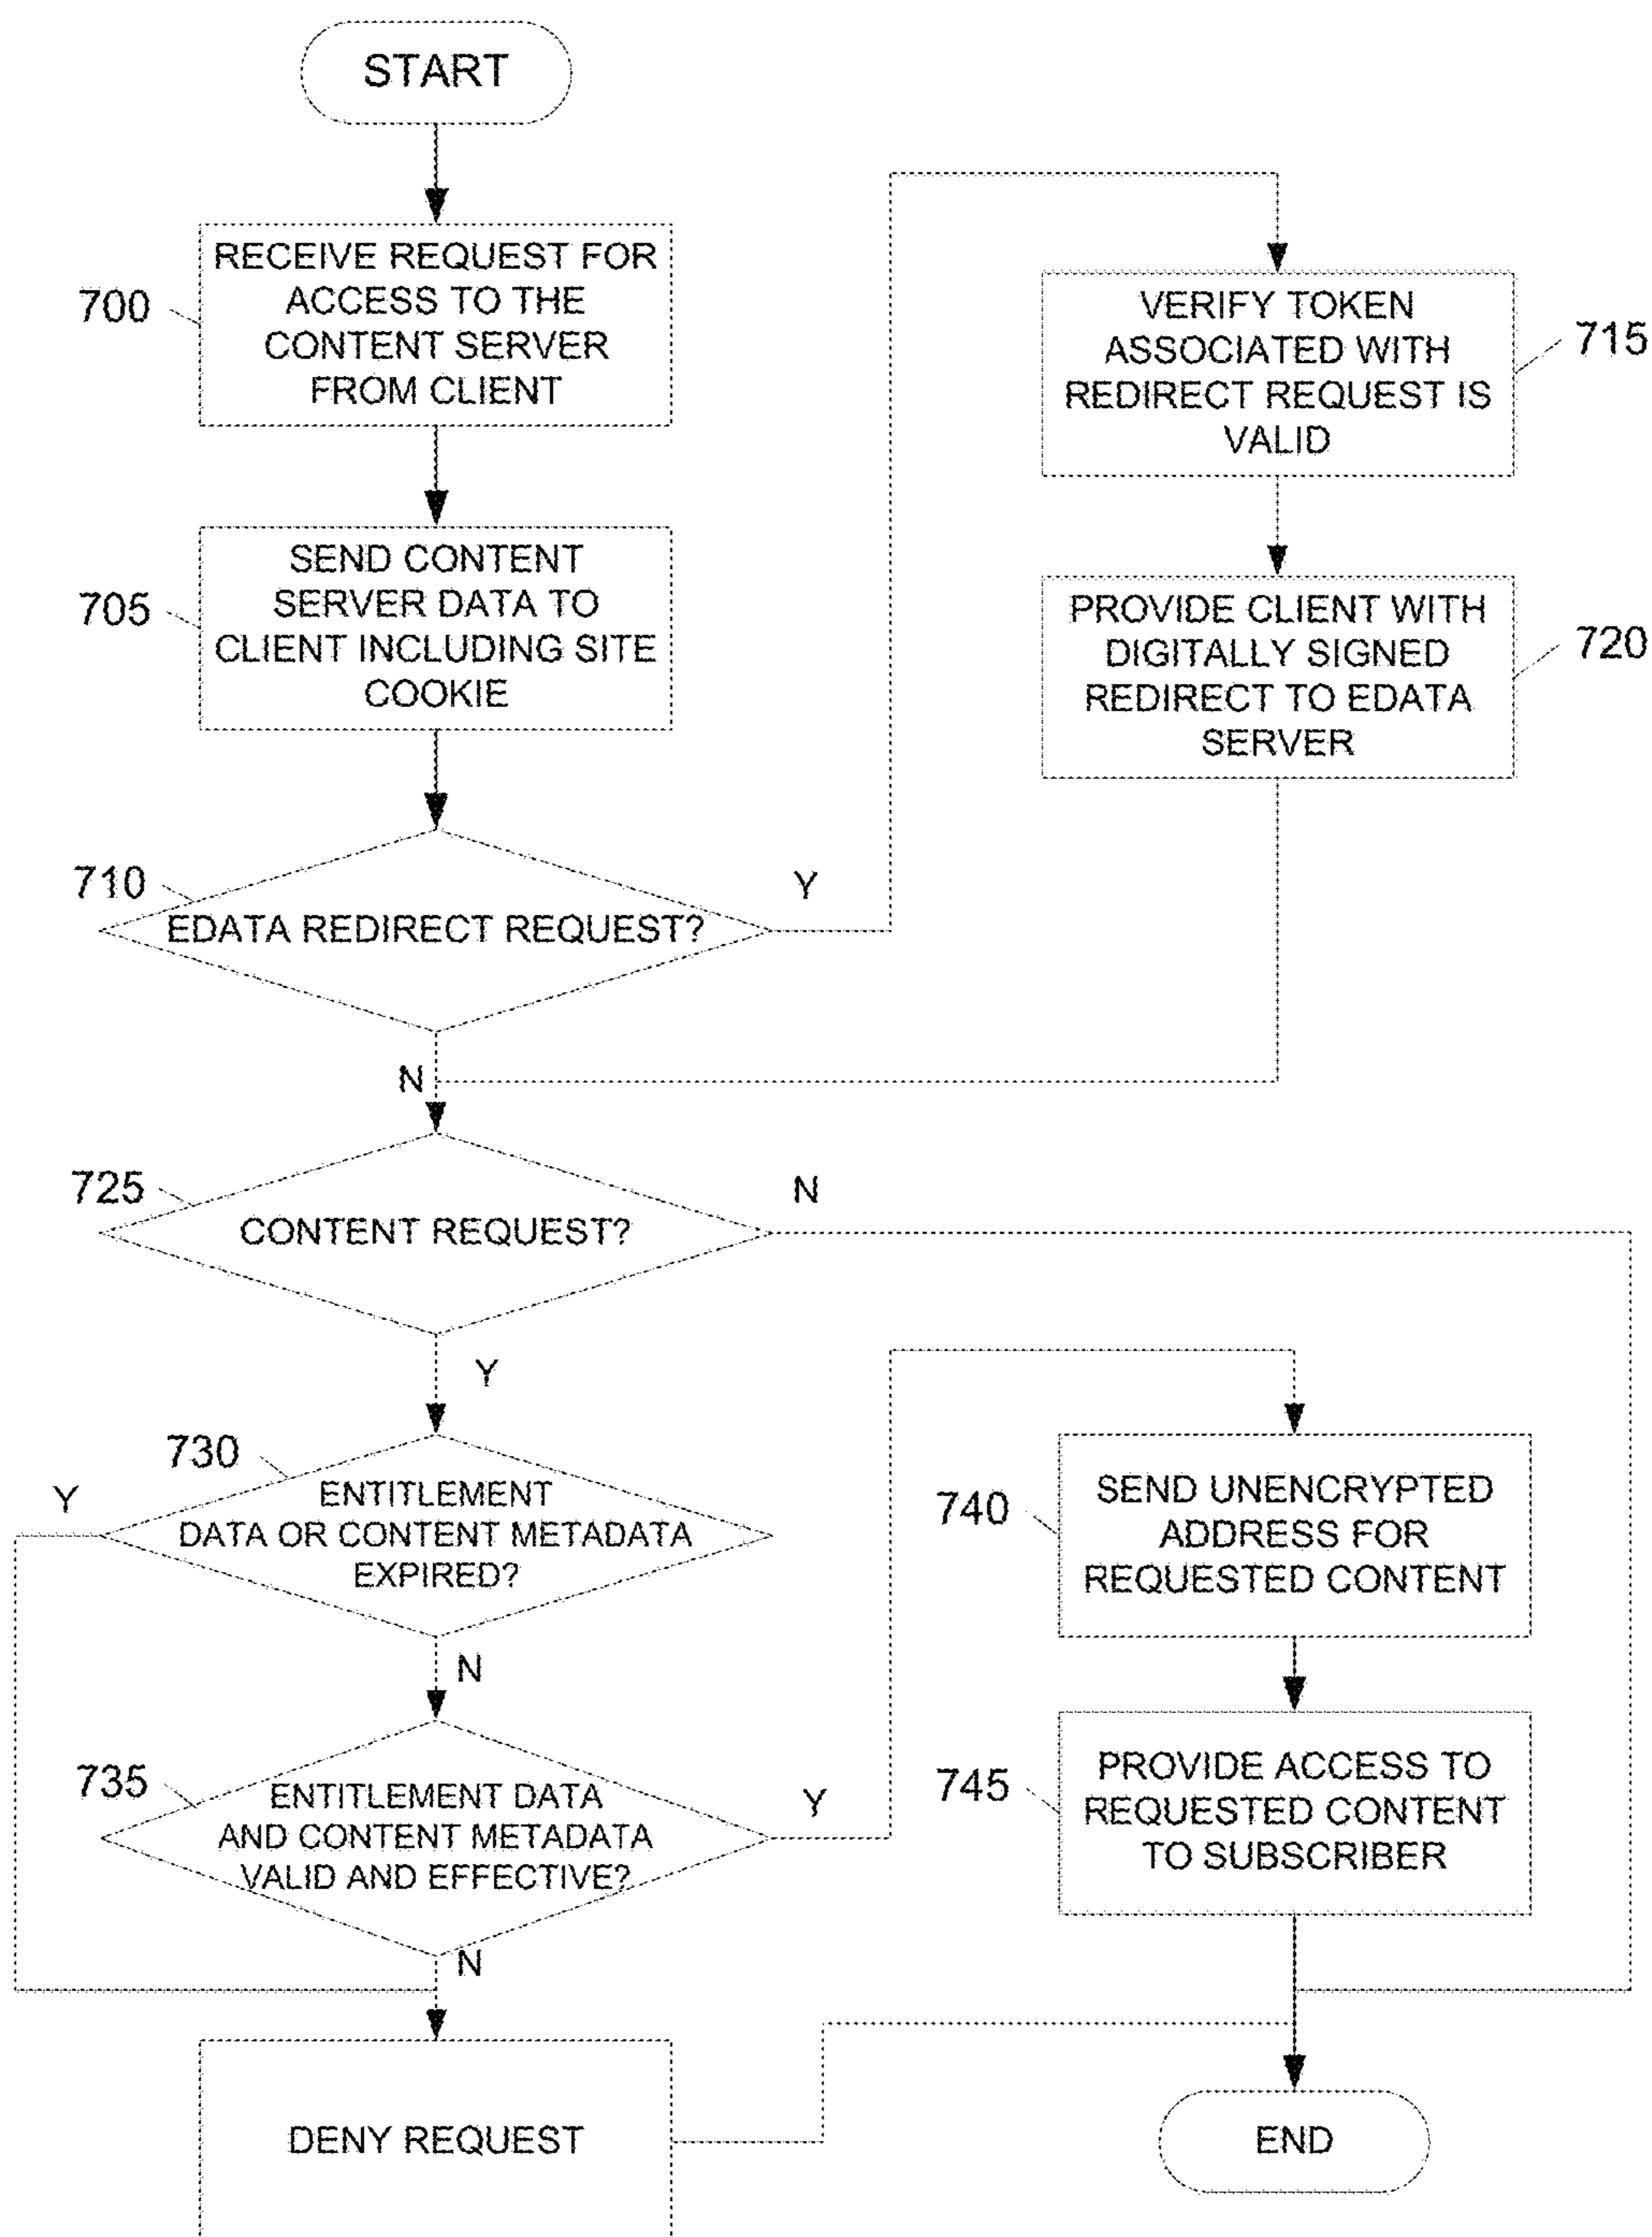 START
700
RECEIVE REQUEST FOR
ACCESS TO THE
CONTENT SERVER
FROM CLIENT
705
SEND CONTENT
SERVER DATA TO
CLIENT INCLUDING SITE
COOKIE
710
EDATA REDIRECT REQUEST?
Y
N
VERIFY TOKEN
ASSOCIATED WITH
REDIRECT REQUEST IS
VALID
715
PROVIDE CLIENT WITH
DIGITALLY SIGNED
REDIRECT TO EDATA
SERVER
720
725
CONTENT REQUEST?
N
Y
730
Y
ENTITLEMENT
DATA OR CONTENT METADATA
EXPIRED?
N
735
ENTITLEMENT DATA
AND CONTENT METADATA
VALID AND EFFECTIVE?
Y
N
740
SEND UNENCRYPTED
ADDRESS FOR
REQUESTED CONTENT
745
PROVIDE ACCESS TO
REQUESTED CONTENT
TO SUBSCRIBER
DENY REQUEST
END